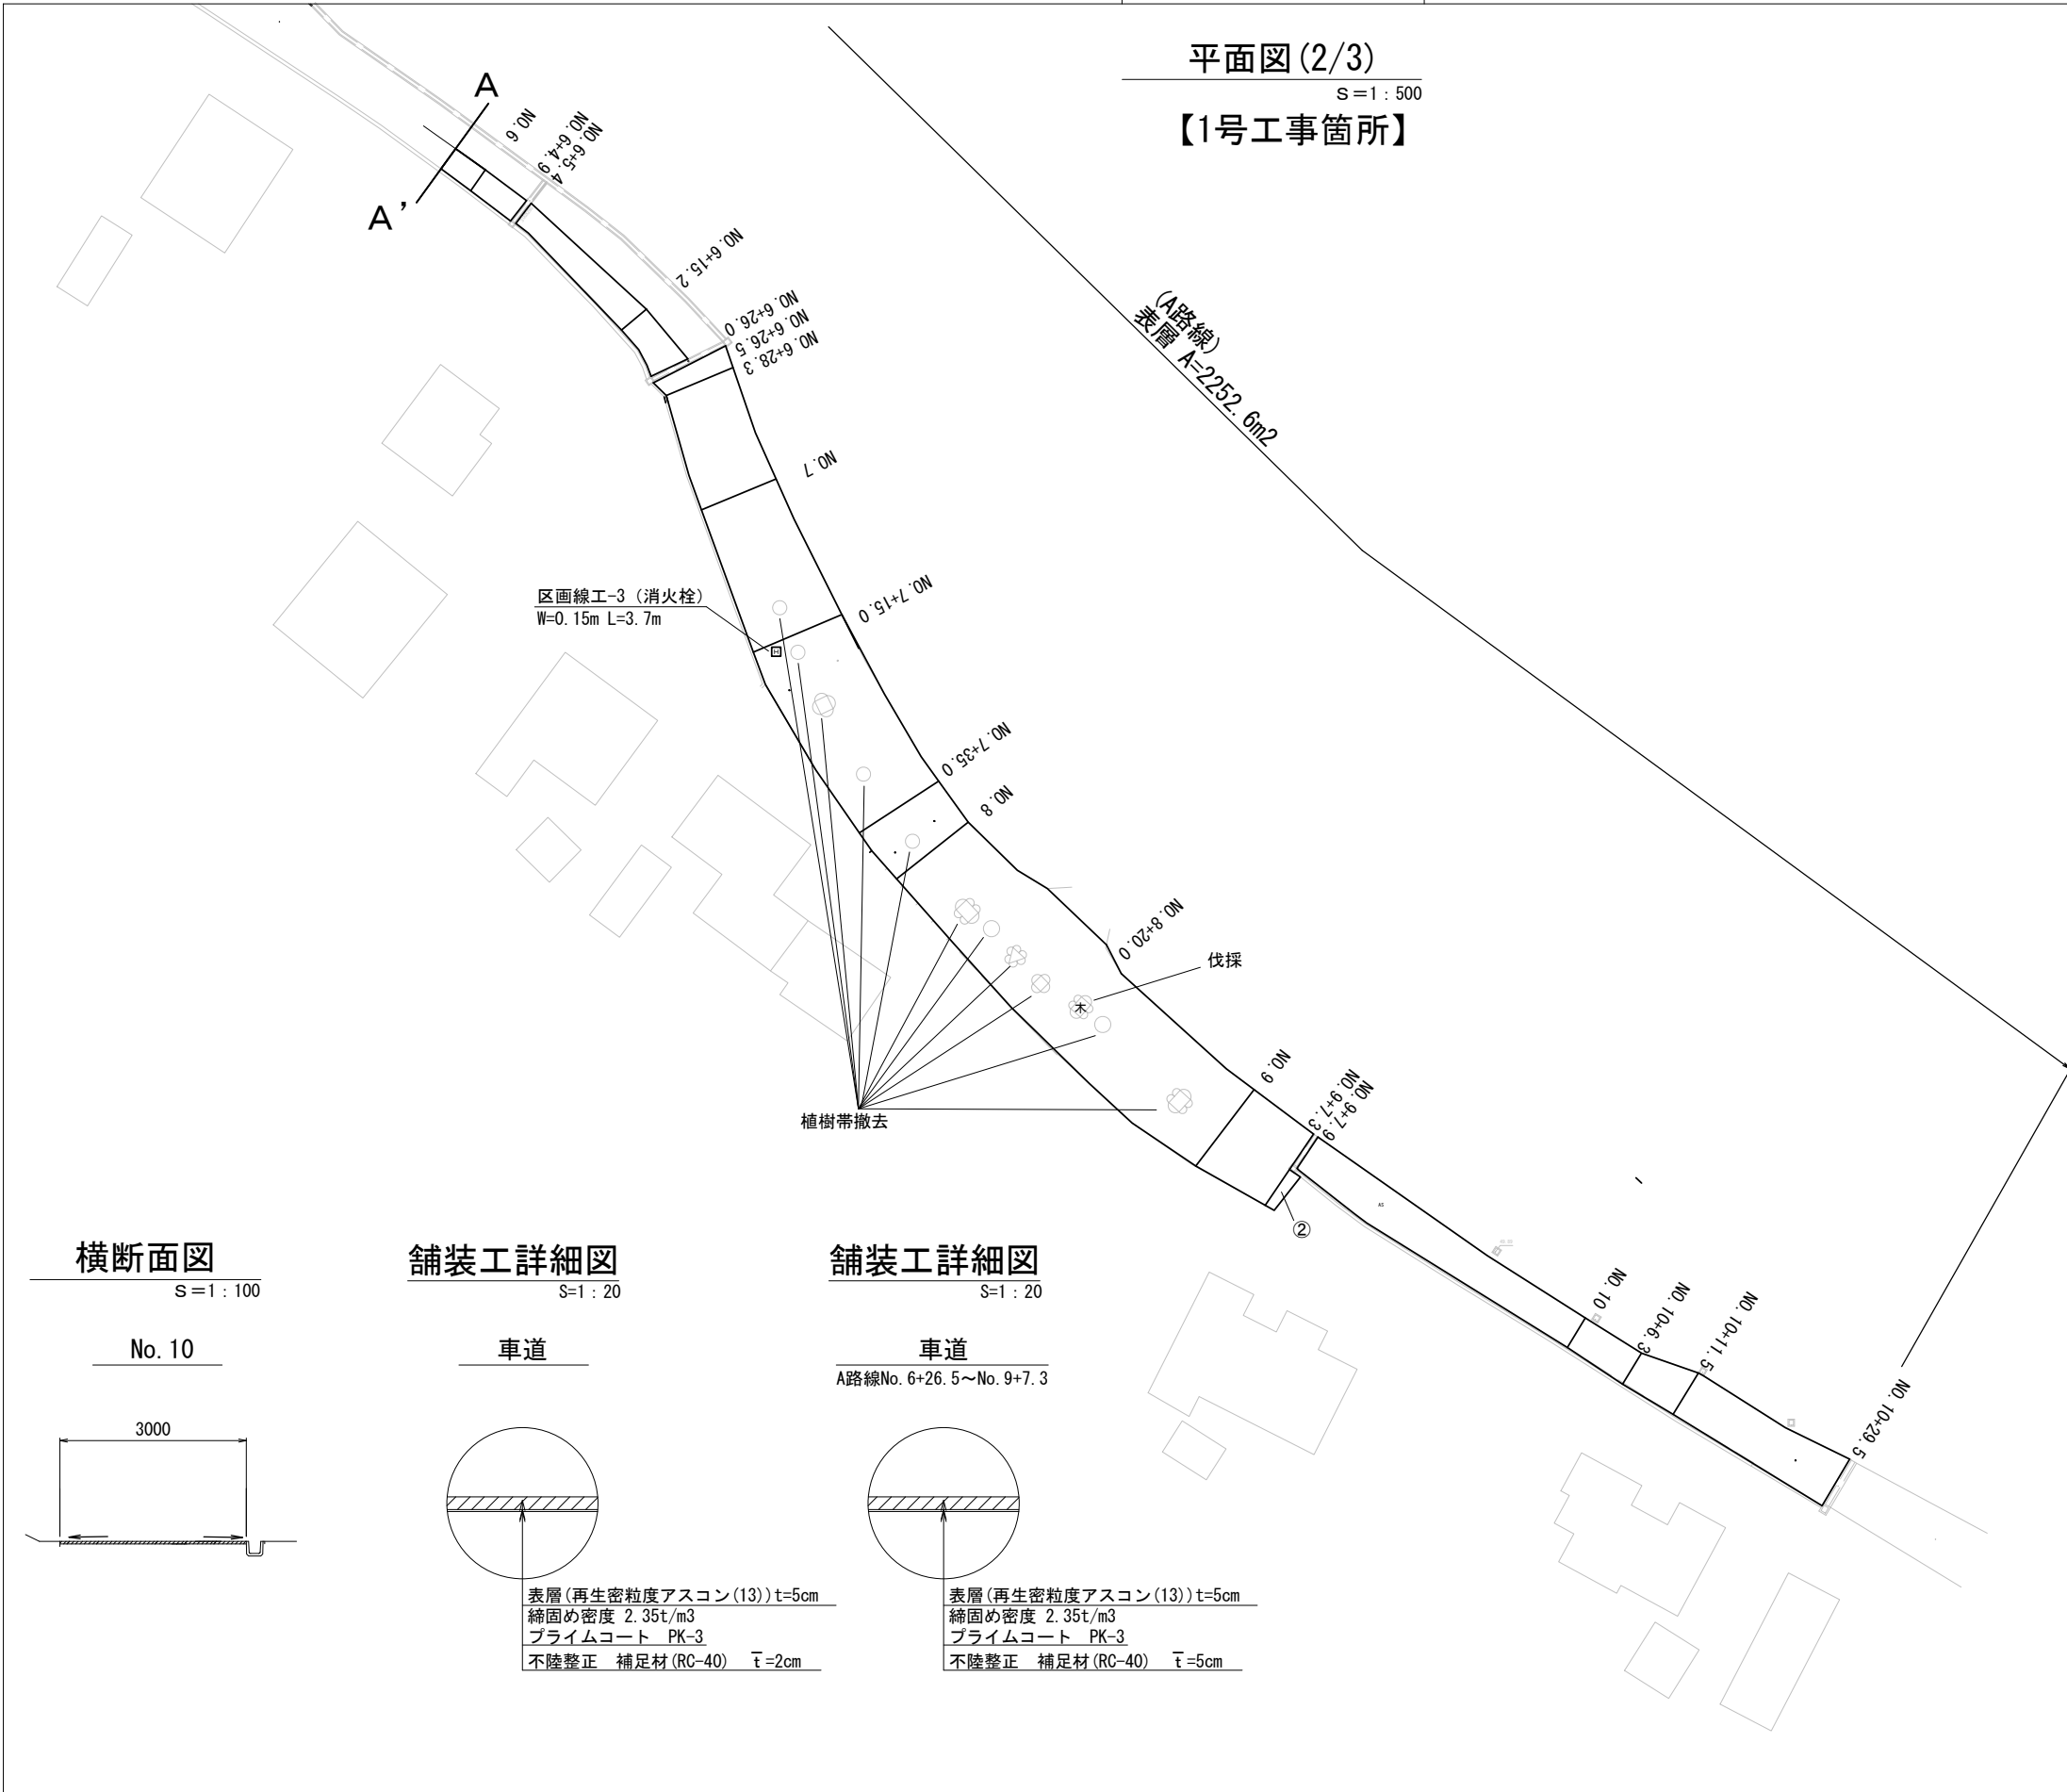 平面図(2/3)
S=1:500
【1号工事箇所】
A
A'
NO.6
NO.6+4.9
NO.6+5.4
NO.6+15.2
NO.6+26.0
NO.6+26.5
NO.6+28.3
NO.7
NO.7+15.0
NO.7+35.0
NO.8
NO.8+20.0
NO.9
NO.9+7.3
NO.9+7.9
NO.10
NO.10+6.3
NO.10+11.5
NO.10+29.5
(A路線)
表層 A=2252.6m2
区画線工-3 (消火栓)
W=0.15m L=3.7m
H
伐採
木
植樹帯撤去
②
AS
横断面図
S=1:100
No.10
3000
舗装工詳細図
S=1:20
車道
表層(再生密粒度アスコン(13))t=5cm
締固め密度 2.35t/m3
プライムコート PK-3
不陸整正 補足材(RC-40) t̄=2cm
舗装工詳細図
S=1:20
車道
A路線No.6+26.5~No.9+7.3
表層(再生密粒度アスコン(13))t=5cm
締固め密度 2.35t/m3
プライムコート PK-3
不陸整正 補足材(RC-40) t̄=5cm